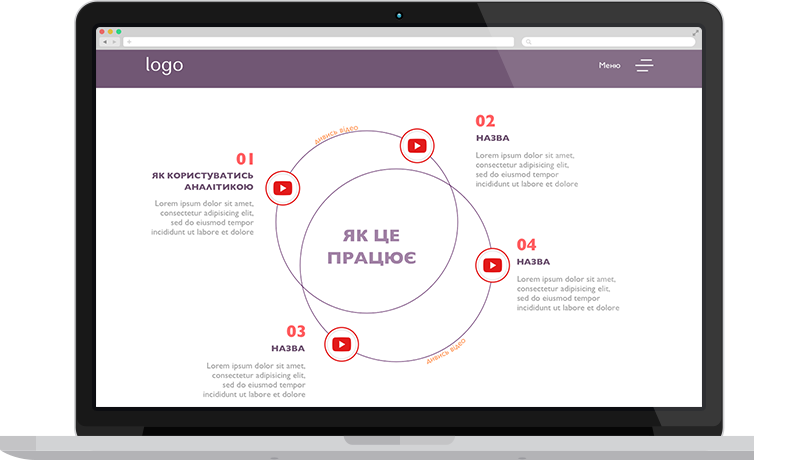 logo
Меню
дивись відео
01
ЯК КОРИСТУВАТИСЬ
АНАЛІТИКОЮ
Lorem ipsum dolor sit amet,
consectetur adipisicing elit,
sed do eiusmod tempor
incididunt ut labore et dolore
02
НАЗВА
Lorem ipsum dolor sit amet,
consectetur adipisicing elit,
sed do eiusmod tempor
incididunt ut labore et dolore
ЯК ЦЕ
ПРАЦЮЄ
03
НАЗВА
Lorem ipsum dolor sit amet,
consectetur adipisicing elit,
sed do eiusmod tempor
incididunt ut labore et dolore
04
НАЗВА
Lorem ipsum dolor sit amet,
consectetur adipisicing elit,
sed do eiusmod tempor
incididunt ut labore et dolore
дивись відео